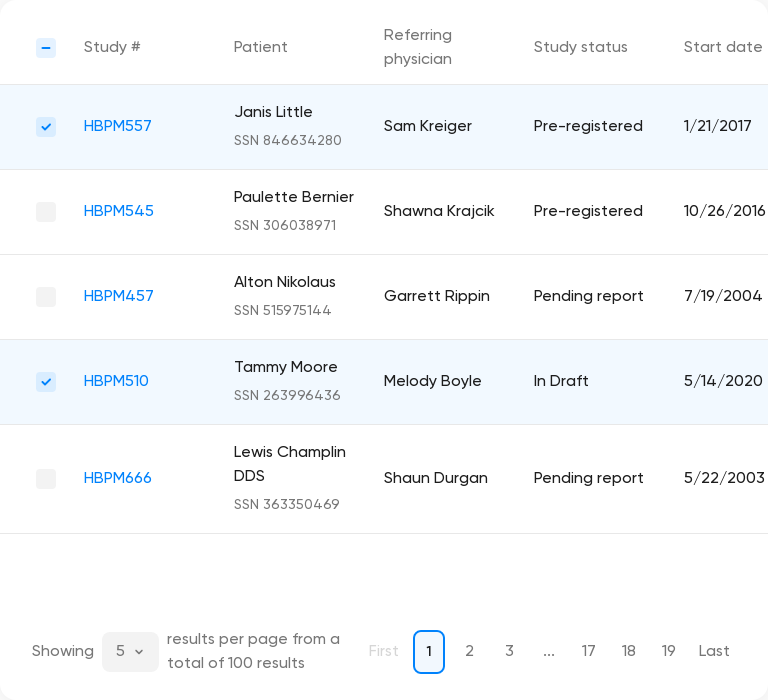 Study #
Patient
Referring
physician
Study status
Start date
HBPM557
Janis Little
SSN 846634280
Sam Kreiger
Pre-registered
1/21/2017
HBPM545
Paulette Bernier
SSN 306038971
Shawna Krajcik
Pre-registered
10/26/2016
HBPM457
Alton Nikolaus
SSN 515975144
Garrett Rippin
Pending report
7/19/2004
HBPM510
Tammy Moore
SSN 263996436
Melody Boyle
In Draft
5/14/2020
HBPM666
Lewis Champlin
DDS
SSN 363350469
Shaun Durgan
Pending report
5/22/2003
Showing
5
results per page from a
total of 100 results
First
1
2
3
...
17
18
19
Last